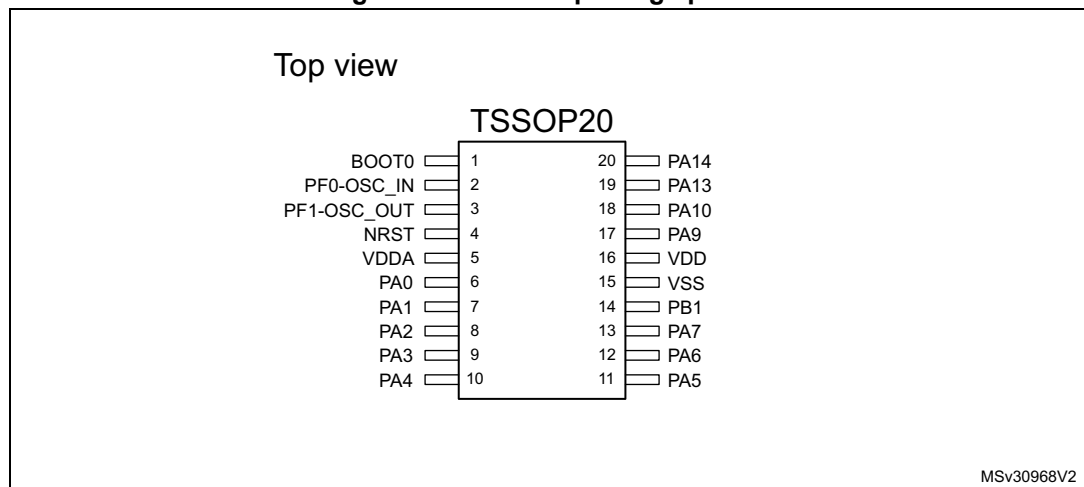 Top view
TSSOP20
BOOT0 1 20 PA14
PF0-OSC_IN 2 19 PA13
PF1-OSC_OUT 3 18 PA10
NRST 4 17 PA9
VDDA 5 16 VDD
PA0 6 15 VSS
PA1 7 14 PB1
PA2 8 13 PA7
PA3 9 12 PA6
PA4 10 11 PA5
MSv30968V2